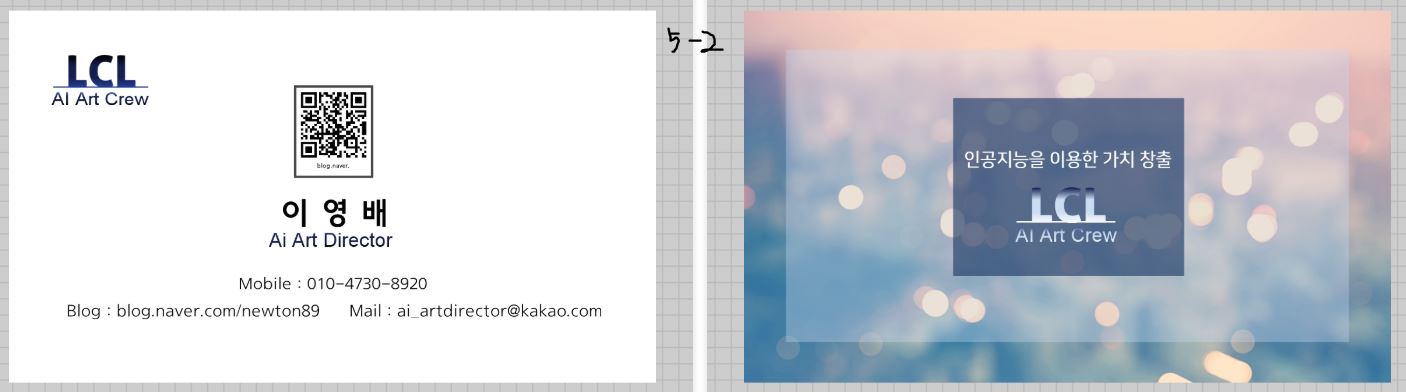 LCL
AI Art Crew
blog.naver.
이 영 배
Ai Art Director
Mobile : 010-4730-8920
Blog : blog.naver.com/newton89 Mail : ai_artdirector@kakao.com
5-2
인공지능을 이용한 가치 창출
LCL
AI Art Crew